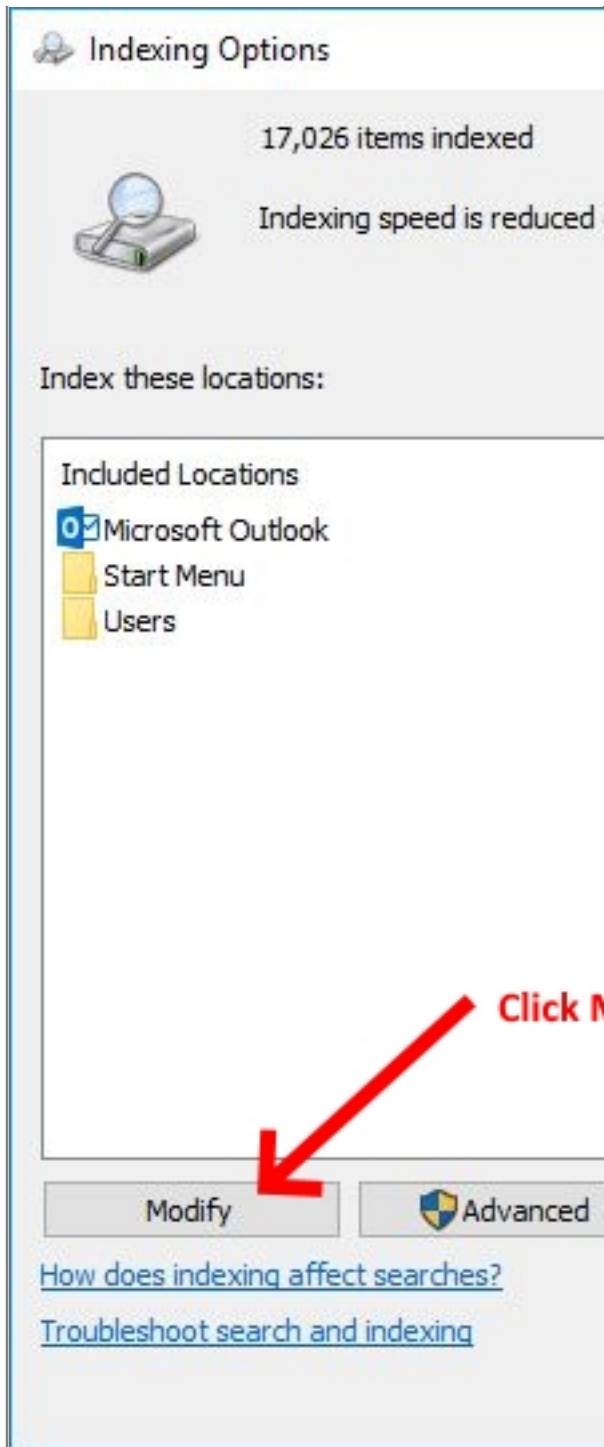 Indexing Options
17,026 items indexed
Indexing speed is reduced
Index these locations:
Included Locations
Microsoft Outlook
Start Menu
Users
Click
Modify
Advanced
How does indexing affect searches?
Troubleshoot search and indexing